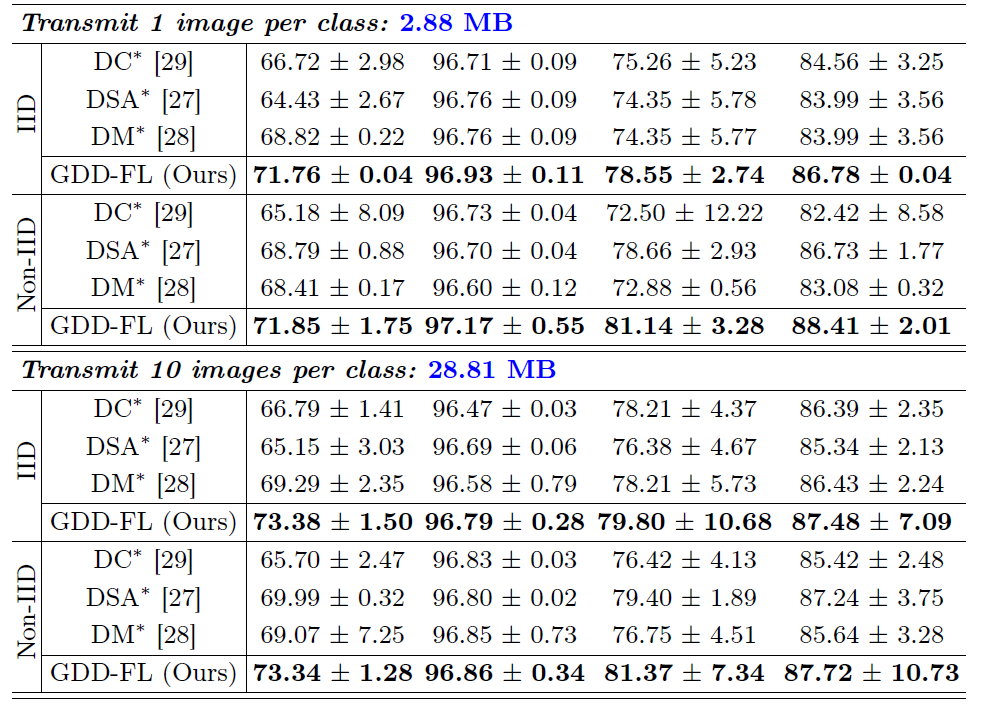 Transmit 1 image per class: 2.88 MB
IID
DC* [29] 66.72 ± 2.98 96.71 ± 0.09 75.26 ± 5.23 84.56 ± 3.25
DSA* [27] 64.43 ± 2.67 96.76 ± 0.09 74.35 ± 5.78 83.99 ± 3.56
DM* [28] 68.82 ± 0.22 96.76 ± 0.09 74.35 ± 5.77 83.99 ± 3.56
GDD-FL (Ours) 71.76 ± 0.04 96.93 ± 0.11 78.55 ± 2.74 86.78 ± 0.04
Non-IID
DC* [29] 65.18 ± 8.09 96.73 ± 0.04 72.50 ± 12.22 82.42 ± 8.58
DSA* [27] 68.79 ± 0.88 96.70 ± 0.04 78.66 ± 2.93 86.73 ± 1.77
DM* [28] 68.41 ± 0.17 96.60 ± 0.12 72.88 ± 0.56 83.08 ± 0.32
GDD-FL (Ours) 71.85 ± 1.75 97.17 ± 0.55 81.14 ± 3.28 88.41 ± 2.01
Transmit 10 images per class: 28.81 MB
IID
DC* [29] 66.79 ± 1.41 96.47 ± 0.03 78.21 ± 4.37 86.39 ± 2.35
DSA* [27] 65.15 ± 3.03 96.69 ± 0.06 76.38 ± 4.67 85.34 ± 2.13
DM* [28] 69.29 ± 2.35 96.58 ± 0.79 78.21 ± 5.73 86.43 ± 2.24
GDD-FL (Ours) 73.38 ± 1.50 96.79 ± 0.28 79.80 ± 10.68 87.48 ± 7.09
Non-IID
DC* [29] 65.70 ± 2.47 96.83 ± 0.03 76.42 ± 4.13 85.42 ± 2.48
DSA* [27] 69.99 ± 0.32 96.80 ± 0.02 79.40 ± 1.89 87.24 ± 3.75
DM* [28] 69.07 ± 7.25 96.85 ± 0.73 76.75 ± 4.51 85.64 ± 3.28
GDD-FL (Ours) 73.34 ± 1.28 96.86 ± 0.34 81.37 ± 7.34 87.72 ± 10.73